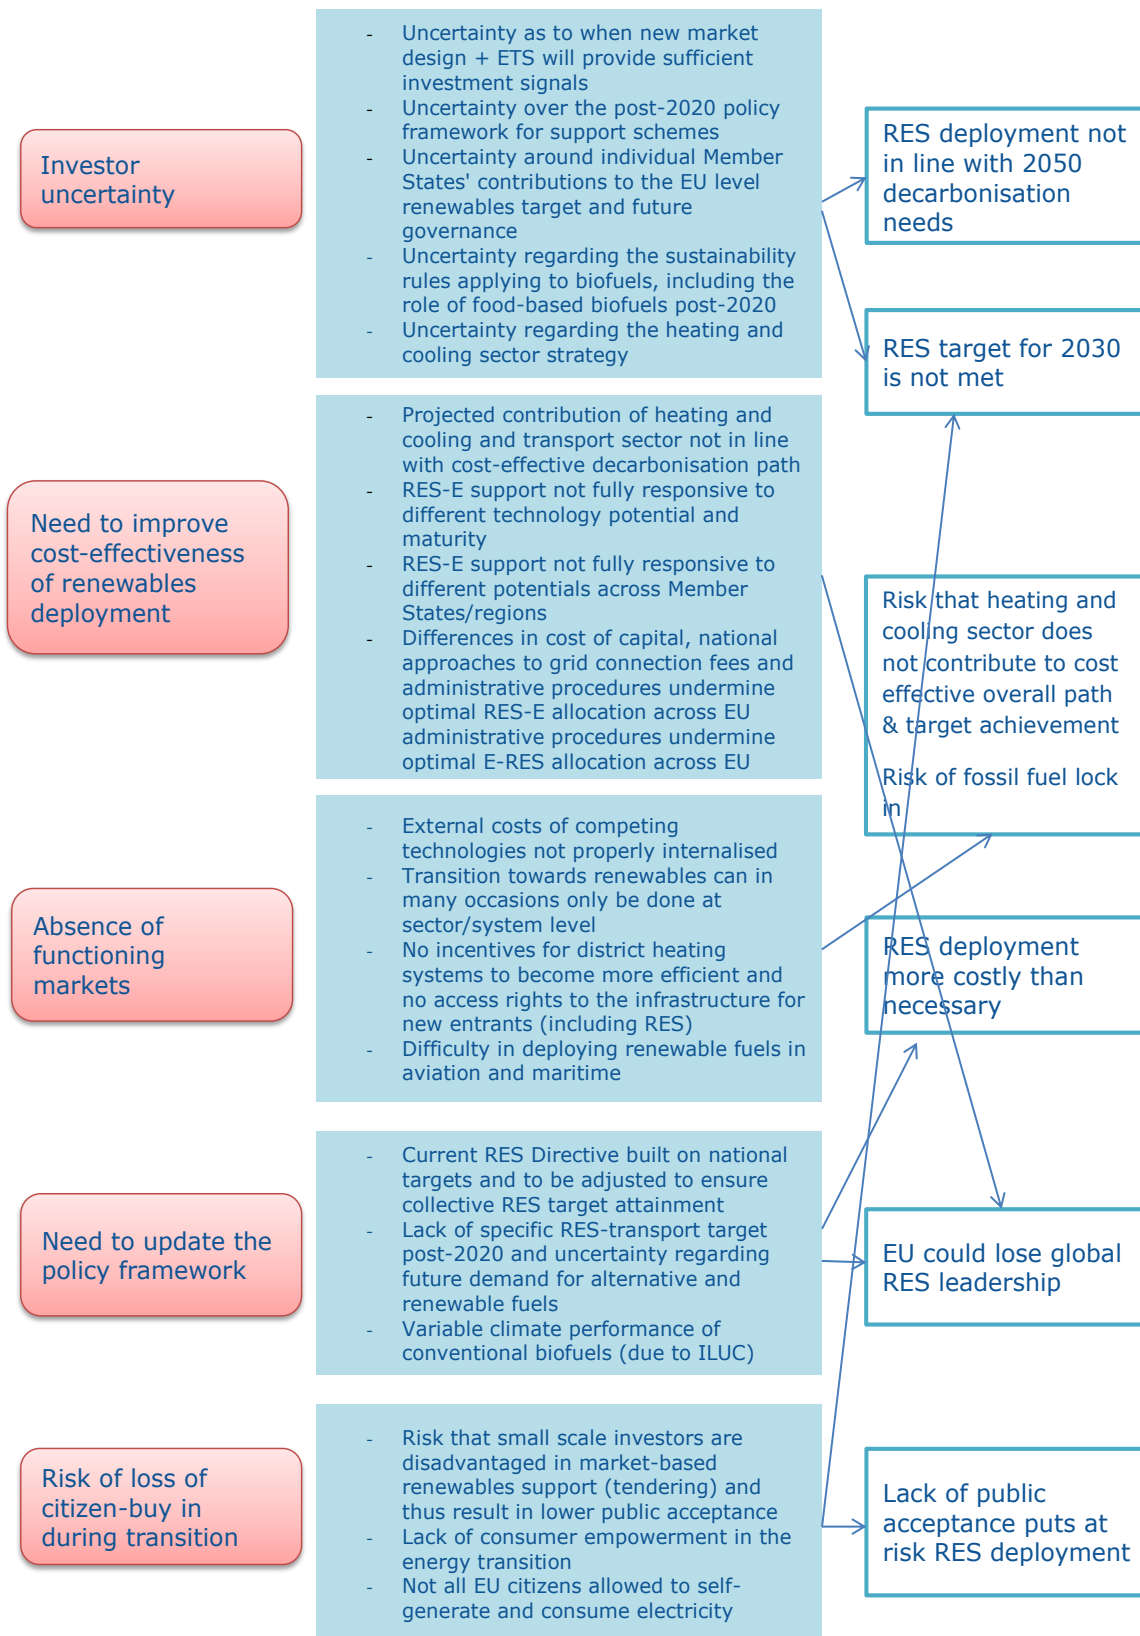 Investor
uncertainty
- Uncertainty as to when new market
design + ETS will provide sufficient
investment signals
- Uncertainty over the post-2020 policy
framework for support schemes
- Uncertainty around individual Member
States' contributions to the EU level
renewables target and future
governance
- Uncertainty regarding the sustainability
rules applying to biofuels, including the
role of food-based biofuels post-2020
- Uncertainty regarding the heating and
cooling sector strategy
RES deployment not
in line with 2050
decarbonisation
needs
RES target for 2030
is not met
Need to improve
cost-effectiveness
of renewables
deployment
- Projected contribution of heating and
cooling and transport sector not in line
with cost-effective decarbonisation path
- RES-E support not fully responsive to
different technology potential and
maturity
- RES-E support not fully responsive to
different potentials across Member
States/regions
- Differences in cost of capital, national
approaches to grid connection fees and
administrative procedures undermine
optimal RES-E allocation across EU
administrative procedures undermine
optimal E-RES allocation across EU
Risk that heating and
cooling sector does
not contribute to cost
effective overall path
& target achievement
Risk of fossil fuel lock
in
Absence of
functioning
markets
- External costs of competing
technologies not properly internalised
- Transition towards renewables can in
many occasions only be done at
sector/system level
- No incentives for district heating
systems to become more efficient and
no access rights to the infrastructure for
new entrants (including RES)
- Difficulty in deploying renewable fuels in
aviation and maritime
RES deployment
more costly than
necessary
Need to update the
policy framework
- Current RES Directive built on national
targets and to be adjusted to ensure
collective RES target attainment
- Lack of specific RES-transport target
post-2020 and uncertainty regarding
future demand for alternative and
renewable fuels
- Variable climate performance of
conventional biofuels (due to ILUC)
EU could lose global
RES leadership
Risk of loss of
citizen-buy in
during transition
- Risk that small scale investors are
disadvantaged in market-based
renewables support (tendering) and
thus result in lower public acceptance
- Lack of consumer empowerment in the
energy transition
- Not all EU citizens allowed to self-
generate and consume electricity
Lack of public
acceptance puts at
risk RES deployment